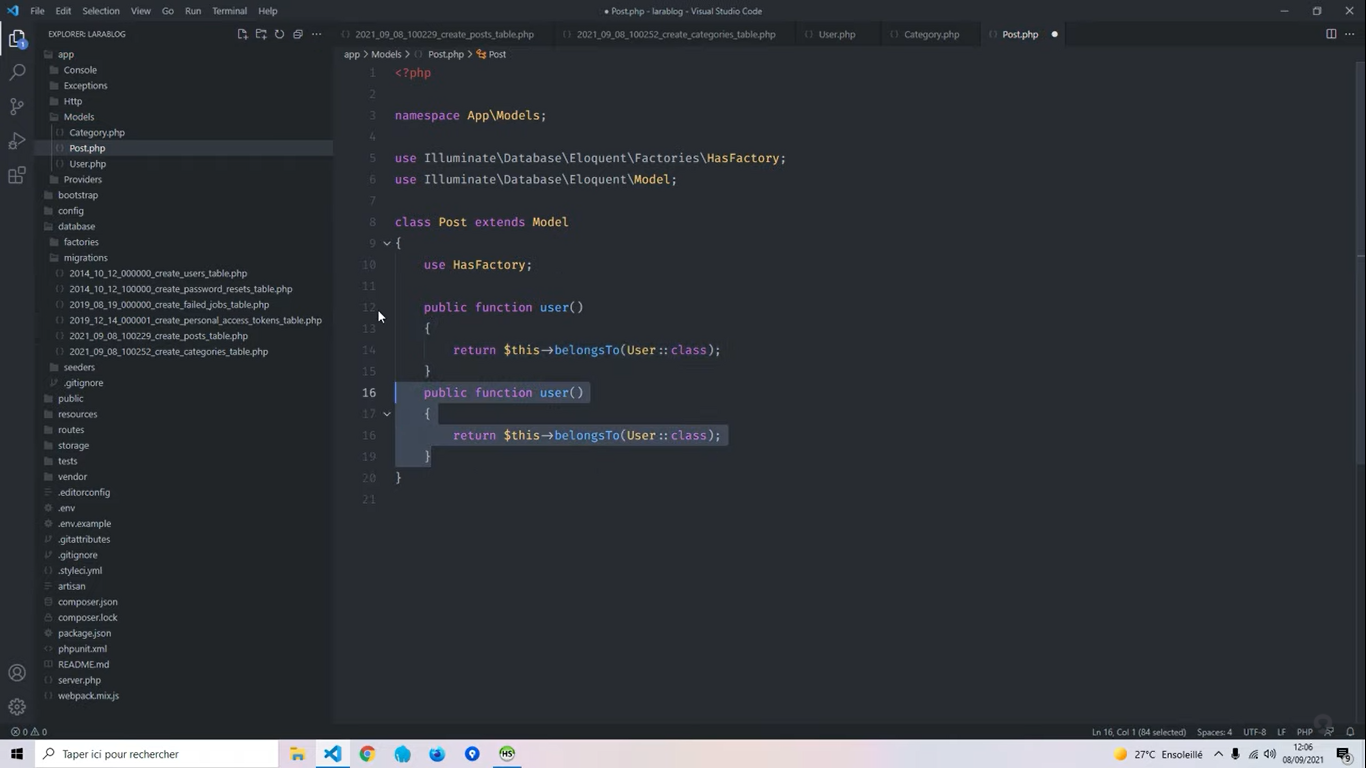 File Edit Selection View Go Run Terminal Help
● Post.php - larablog - Visual Studio Code
EXPLORER: LARABLOG
2021_09_08_100229_create_posts_table.php
2021_09_08_100252_create_categories_table.php
User.php
Category.php
Post.php
app > Models > Post.php > Post
app
Console
Exceptions
Http
Models
Category.php
Post.php
User.php
Providers
bootstrap
config
database
factories
migrations
2014_10_12_000000_create_users_table.php
2014_10_12_100000_create_password_resets_table.php
2019_08_19_000000_create_failed_jobs_table.php
2019_12_14_000001_create_personal_access_tokens_table.php
2021_09_08_100229_create_posts_table.php
2021_09_08_100252_create_categories_table.php
seeders
.gitignore
public
resources
routes
storage
tests
vendor
.editorconfig
.env
.env.example
.gitattributes
.gitignore
.styleci.yml
artisan
composer.json
composer.lock
package.json
phpunit.xml
README.md
server.php
webpack.mix.js
1 <?php
2
3 namespace App\Models;
4
5 use Illuminate\Database\Eloquent\Factories\HasFactory;
6 use Illuminate\Database\Eloquent\Model;
7
8 class Post extends Model
9 {
10 use HasFactory;
11
12 public function user()
13 {
14 return $this->belongsTo(User::class);
15 }
16 public function user()
17 {
16 return $this->belongsTo(User::class);
19 }
20 }
21
0 0
Ln 16, Col 1 (84 selected) Spaces: 4 UTF-8 LF PHP
Taper ici pour rechercher
HS
27°C Ensoleillé
12:06
08/09/2021